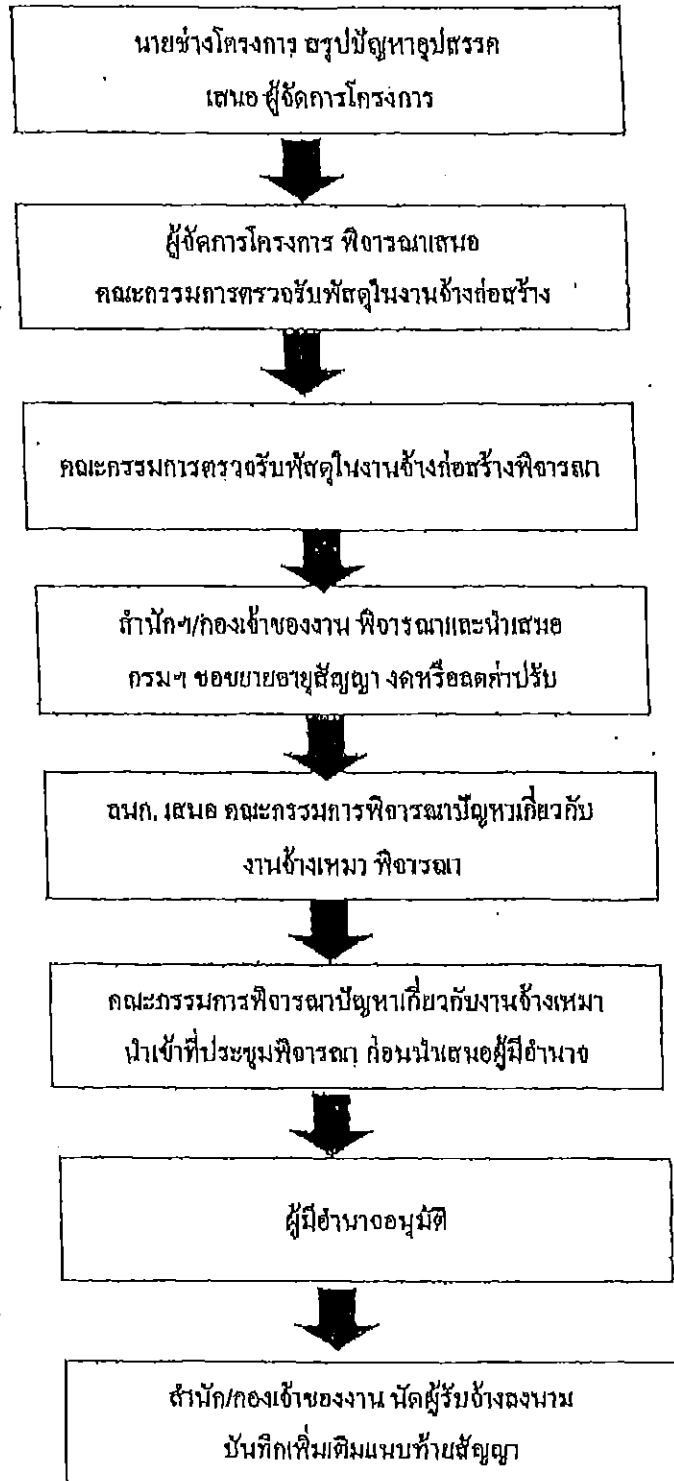 นายช่างโครงการ สรุปปัญหาอุปสรรค
เสนอ ผู้จัดการโครงการ
ผู้จัดการโครงการ พิจารณาเสนอ
คณะกรรมการตรวจรับพัสดุในงานจ้างก่อสร้าง
คณะกรรมการตรวจรับพัสดุในงานจ้างก่อสร้างพิจารณา
สำนักฯ/กองเจ้าของงาน พิจารณาและนำเสนอ
กรมฯ ขอขยายอายุสัญญา งดหรือลดค่าปรับ
สนก. เสนอ คณะกรรมการพิจารณาปัญหาเกี่ยวกับ
งานจ้างเหมา พิจารณา
คณะกรรมการพิจารณาปัญหาเกี่ยวกับงานจ้างเหมา
นำเข้าที่ประชุมพิจารณา ก่อนนำเสนอผู้มีอำนาจ
ผู้มีอำนาจอนุมัติ
สำนัก/กองเจ้าของงาน นัดผู้รับจ้างลงนาม
บันทึกเพิ่มเติมแนบท้ายสัญญา